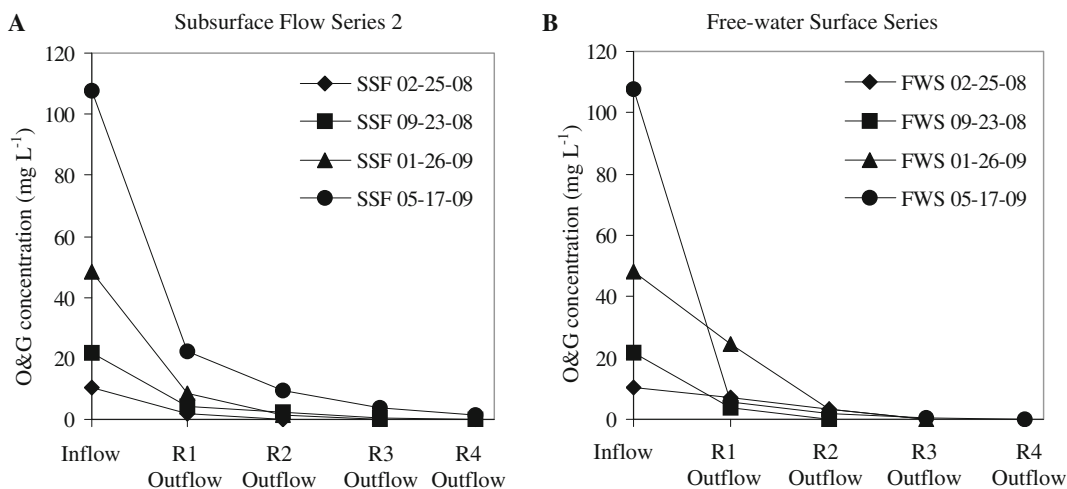 A Subsurface Flow Series 2
120
100
80
60
40
20
0
O&G concentration (mg L-1)
SSF 02-25-08
SSF 09-23-08
SSF 01-26-09
SSF 05-17-09
Inflow R1 R2 R3 R4
Outflow Outflow Outflow Outflow
B Free-water Surface Series
120
100
80
60
40
20
0
O&G concentration (mg L-1)
FWS 02-25-08
FWS 09-23-08
FWS 01-26-09
FWS 05-17-09
Inflow R1 R2 R3 R4
Outflow Outflow Outflow Outflow